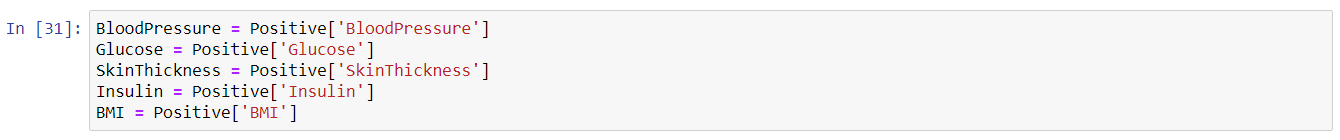 In [31]: BloodPressure = Positive['BloodPressure']
Glucose = Positive['Glucose']
SkinThickness = Positive['SkinThickness']
Insulin = Positive['Insulin']
BMI = Positive['BMI']